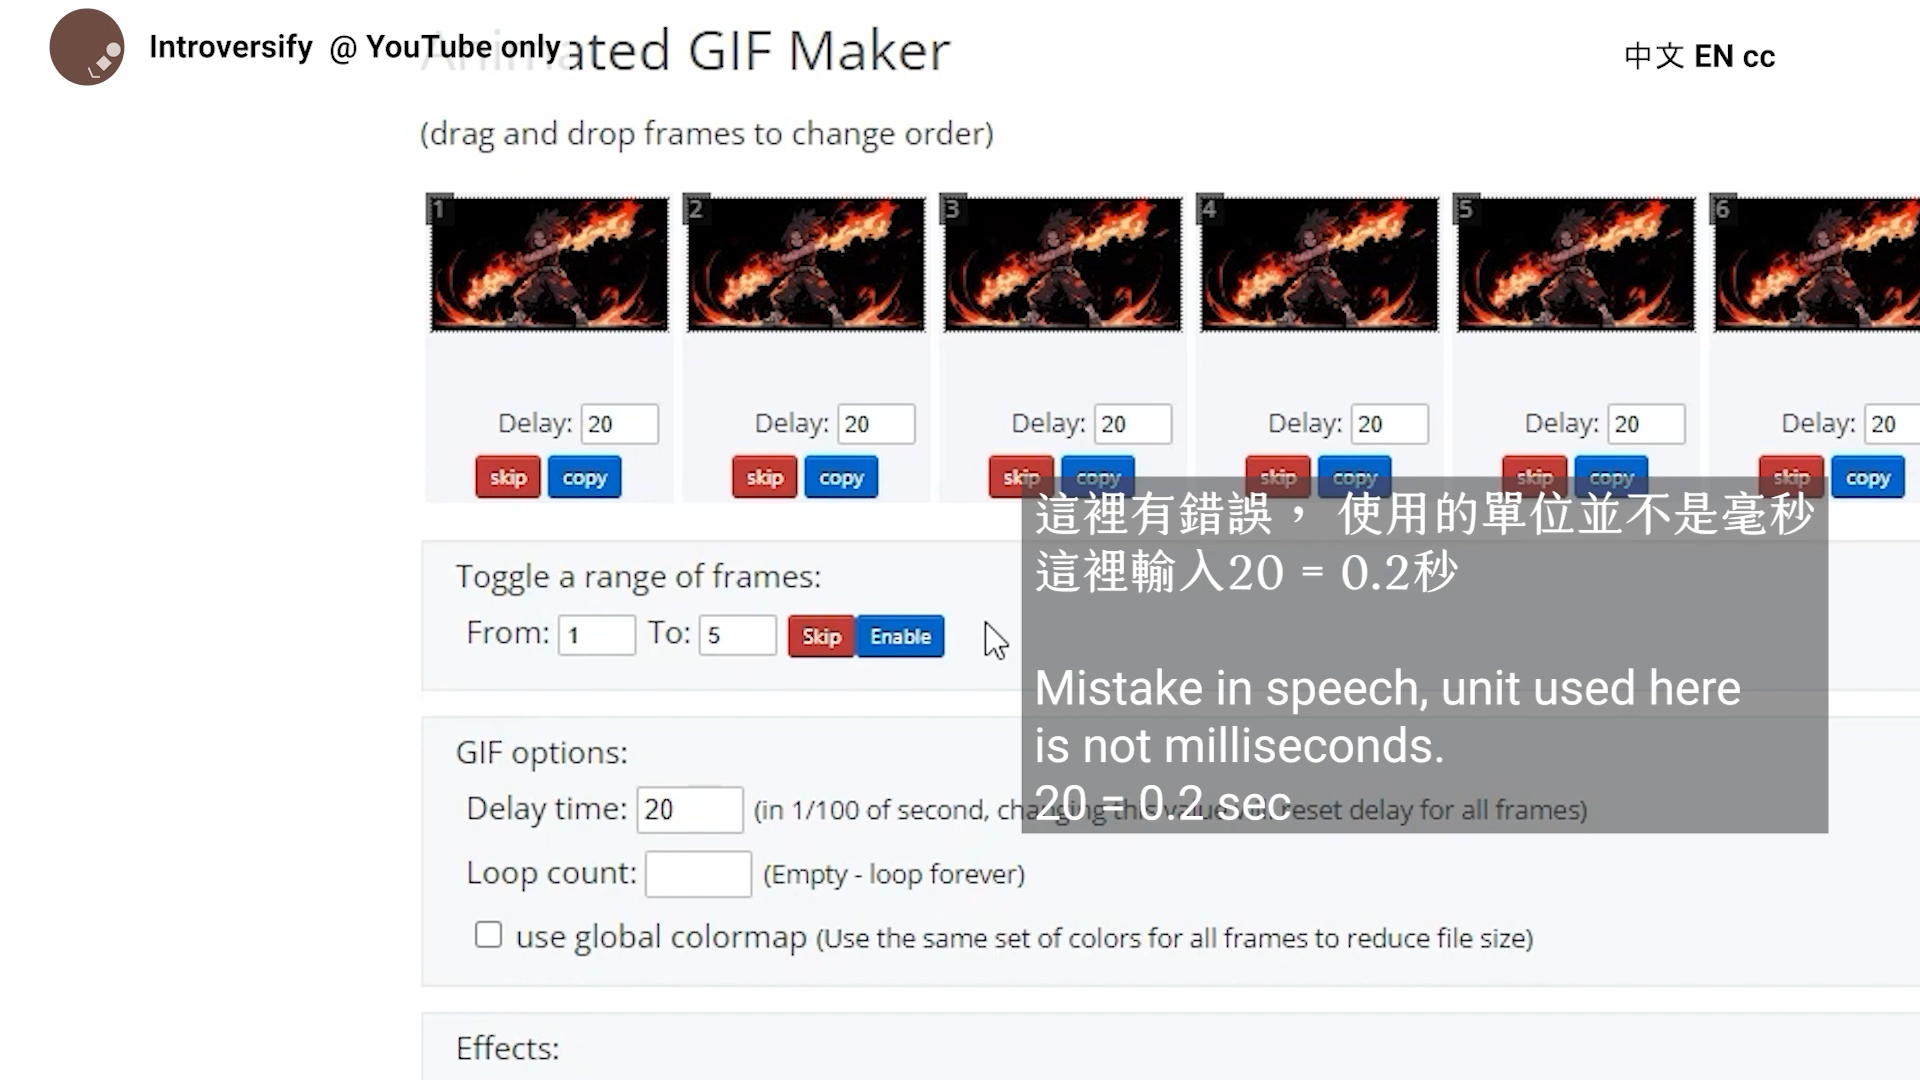 Introversify @ YouTube only
中文 EN cc
Animated GIF Maker
(drag and drop frames to change order)
1 2 3 4 5 6
Delay: 20 Delay: 20 Delay: 20 Delay: 20 Delay: 20 Delay: 20
skip copy skip copy skip copy skip copy skip copy skip copy
這裡有錯誤， 使用的單位並不是毫秒
這裡輸入20 = 0.2秒
Mistake in speech, unit used here
is not milliseconds.
20 = 0.2 sec
Toggle a range of frames:
From: 1 To: 5 Skip Enable
GIF options:
Delay time: 20 (in 1/100 of second, changing this value will reset delay for all frames)
Loop count: (Empty - loop forever)
use global colormap (Use the same set of colors for all frames to reduce file size)
Effects: